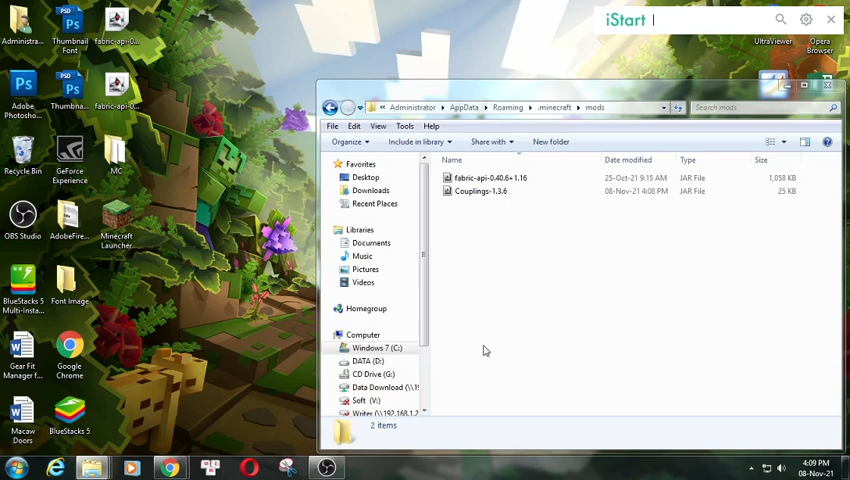 iStart
Administra...
Thumbnail
Font
fabric-api-0...
UltraViewer
Opera
Browser
Adobe
Photosho...
Thumbna...
fabric-api-0...
« Administrator ▸ AppData ▸ Roaming ▸ .minecraft ▸ mods
Search mods
File Edit View Tools Help
Organize Include in library Share with New folder
Name Date modified Type Size
Favorites
Desktop
Downloads
Recent Places
Libraries
Documents
Music
Pictures
Videos
Homegroup
Computer
Windows 7 (C:)
DATA (D:)
CD Drive (G:)
Data Download (\\19
Soft (V:)
Writer (\\192.168.1.2
fabric-api-0.40.6+1.16 25-Oct-21 9:15 AM JAR File 1,058 KB
Couplings-1.3.6 08-Nov-21 4:08 PM JAR File 25 KB
2 items
Recycle Bin
GeForce
Experience
MC
OBS Studio
AdobeFire...
Minecraft
Launcher
BlueStacks 5
Multi-Insta...
Font Image
Gear Fit
Manager f...
Google
Chrome
Macaw
Doors
BlueStacks 5
4:09 PM
08-Nov-21